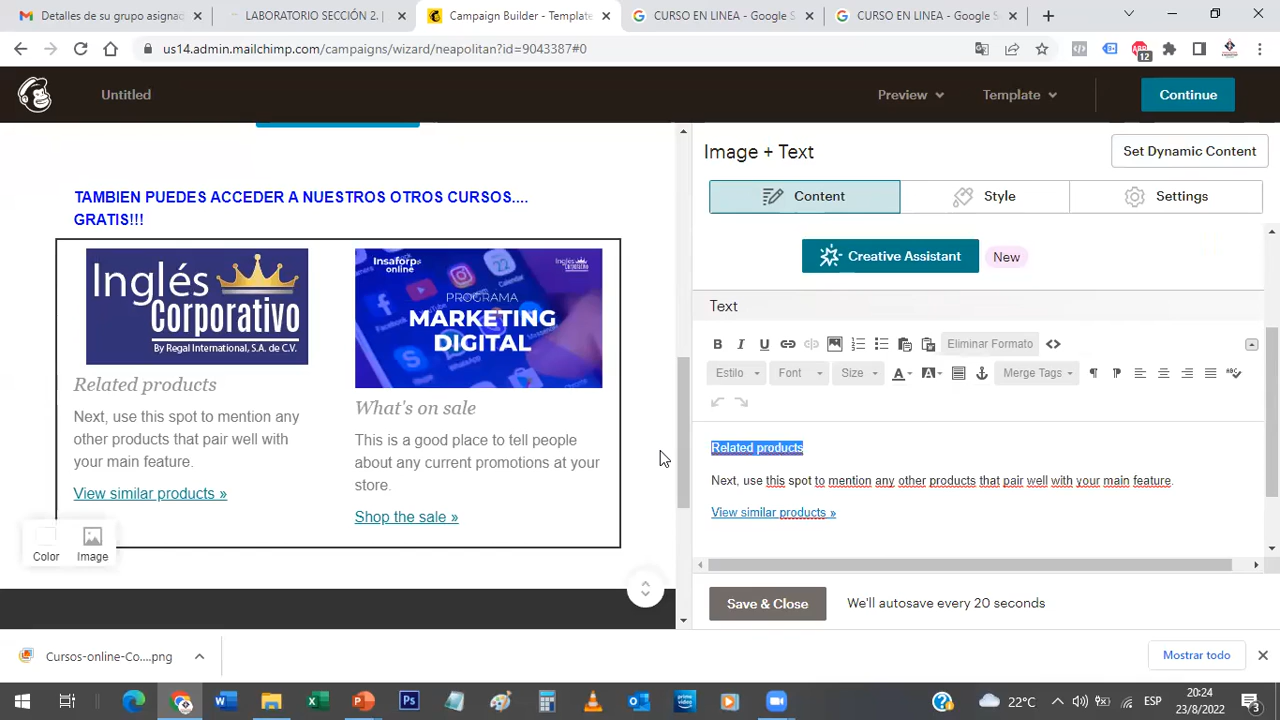 Detalles de su grupo asigna
LABORATORIO SECCIÓN 2. |
Campaign Builder - Template
CURSO EN LINEA - Google S
CURSO EN LINEA - Google S
us14.admin.mailchimp.com/campaigns/wizard/neapolitan?id=9043387#0
12
Untitled
Preview
Template
Continue
Image + Text
Set Dynamic Content
Content
Style
Settings
Creative Assistant
New
Text
Eliminar Formato
Estilo
Font
Size
Merge Tags
Related products
Next, use this spot to mention any other products that pair well with your main feature.
View similar products »
Save & Close
We'll autosave every 20 seconds
TAMBIEN PUEDES ACCEDER A NUESTROS OTROS CURSOS....
GRATIS!!!
Inglés
Corporativo
By Regal International, S.A. de C.V.
Related products
Next, use this spot to mention any
other products that pair well with
your main feature.
View similar products »
Insaforp
online
Inglés
Corporativo
PROGRAMA
MARKETING
DIGITAL
What's on sale
This is a good place to tell people
about any current promotions at your
store.
Shop the sale »
Color
Image
Cursos-online-Co....png
Mostrar todo
22°C
ESP
20:24
23/8/2022
3